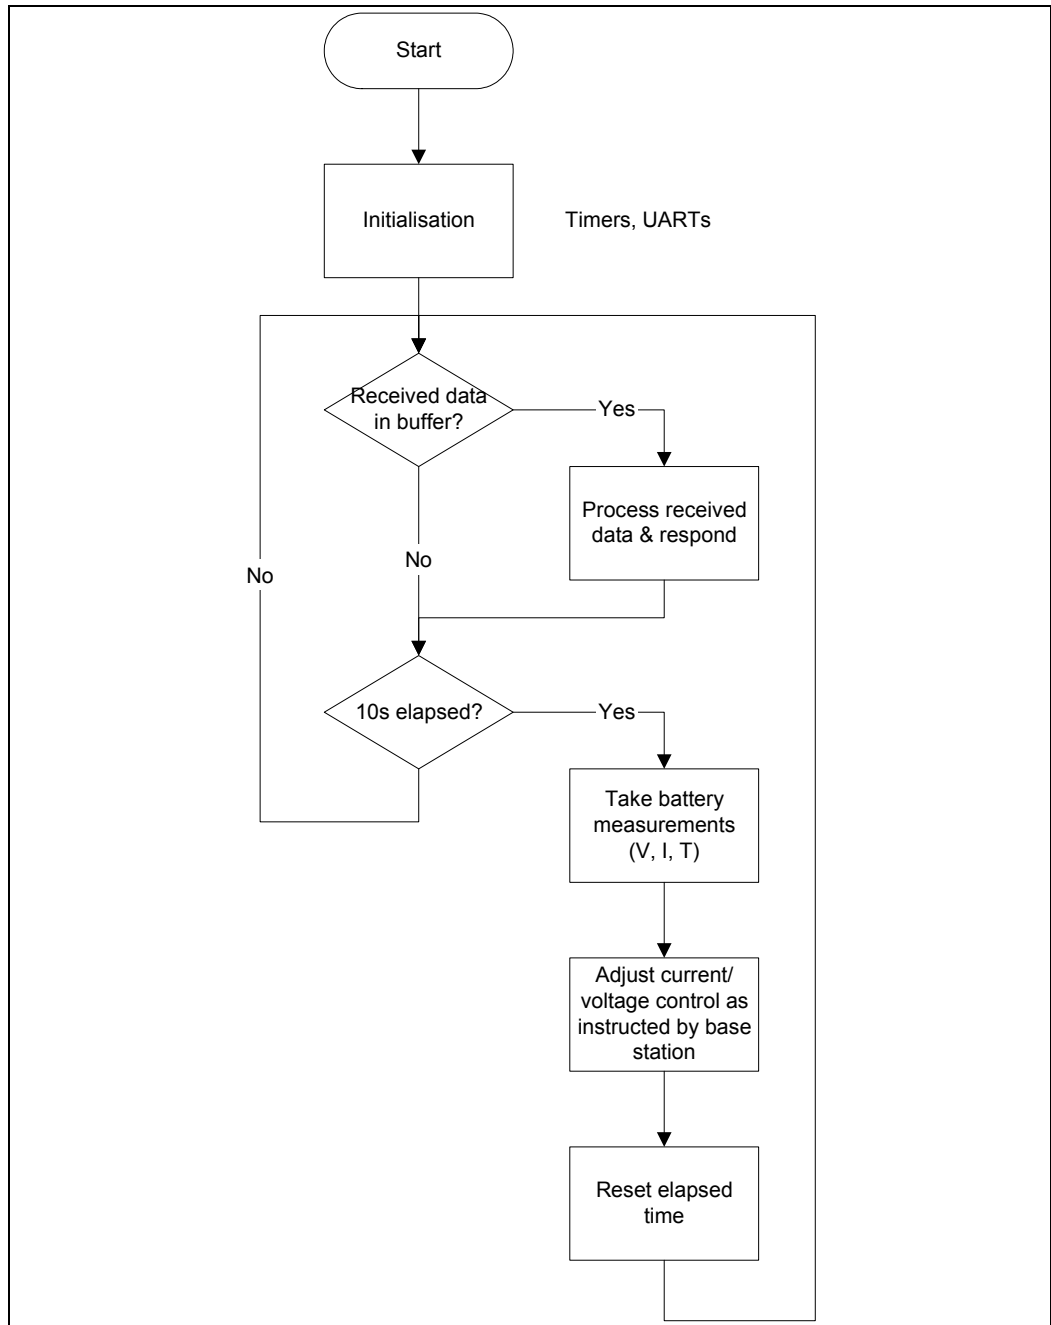 Start
Initialisation
Timers, UARTs
Received data
in buffer?
Yes
Process received
data & respond
No
No
10s elapsed?
Yes
Take battery
measurements
(V, I, T)
Adjust current/
voltage control as
instructed by base
station
Reset elapsed
time